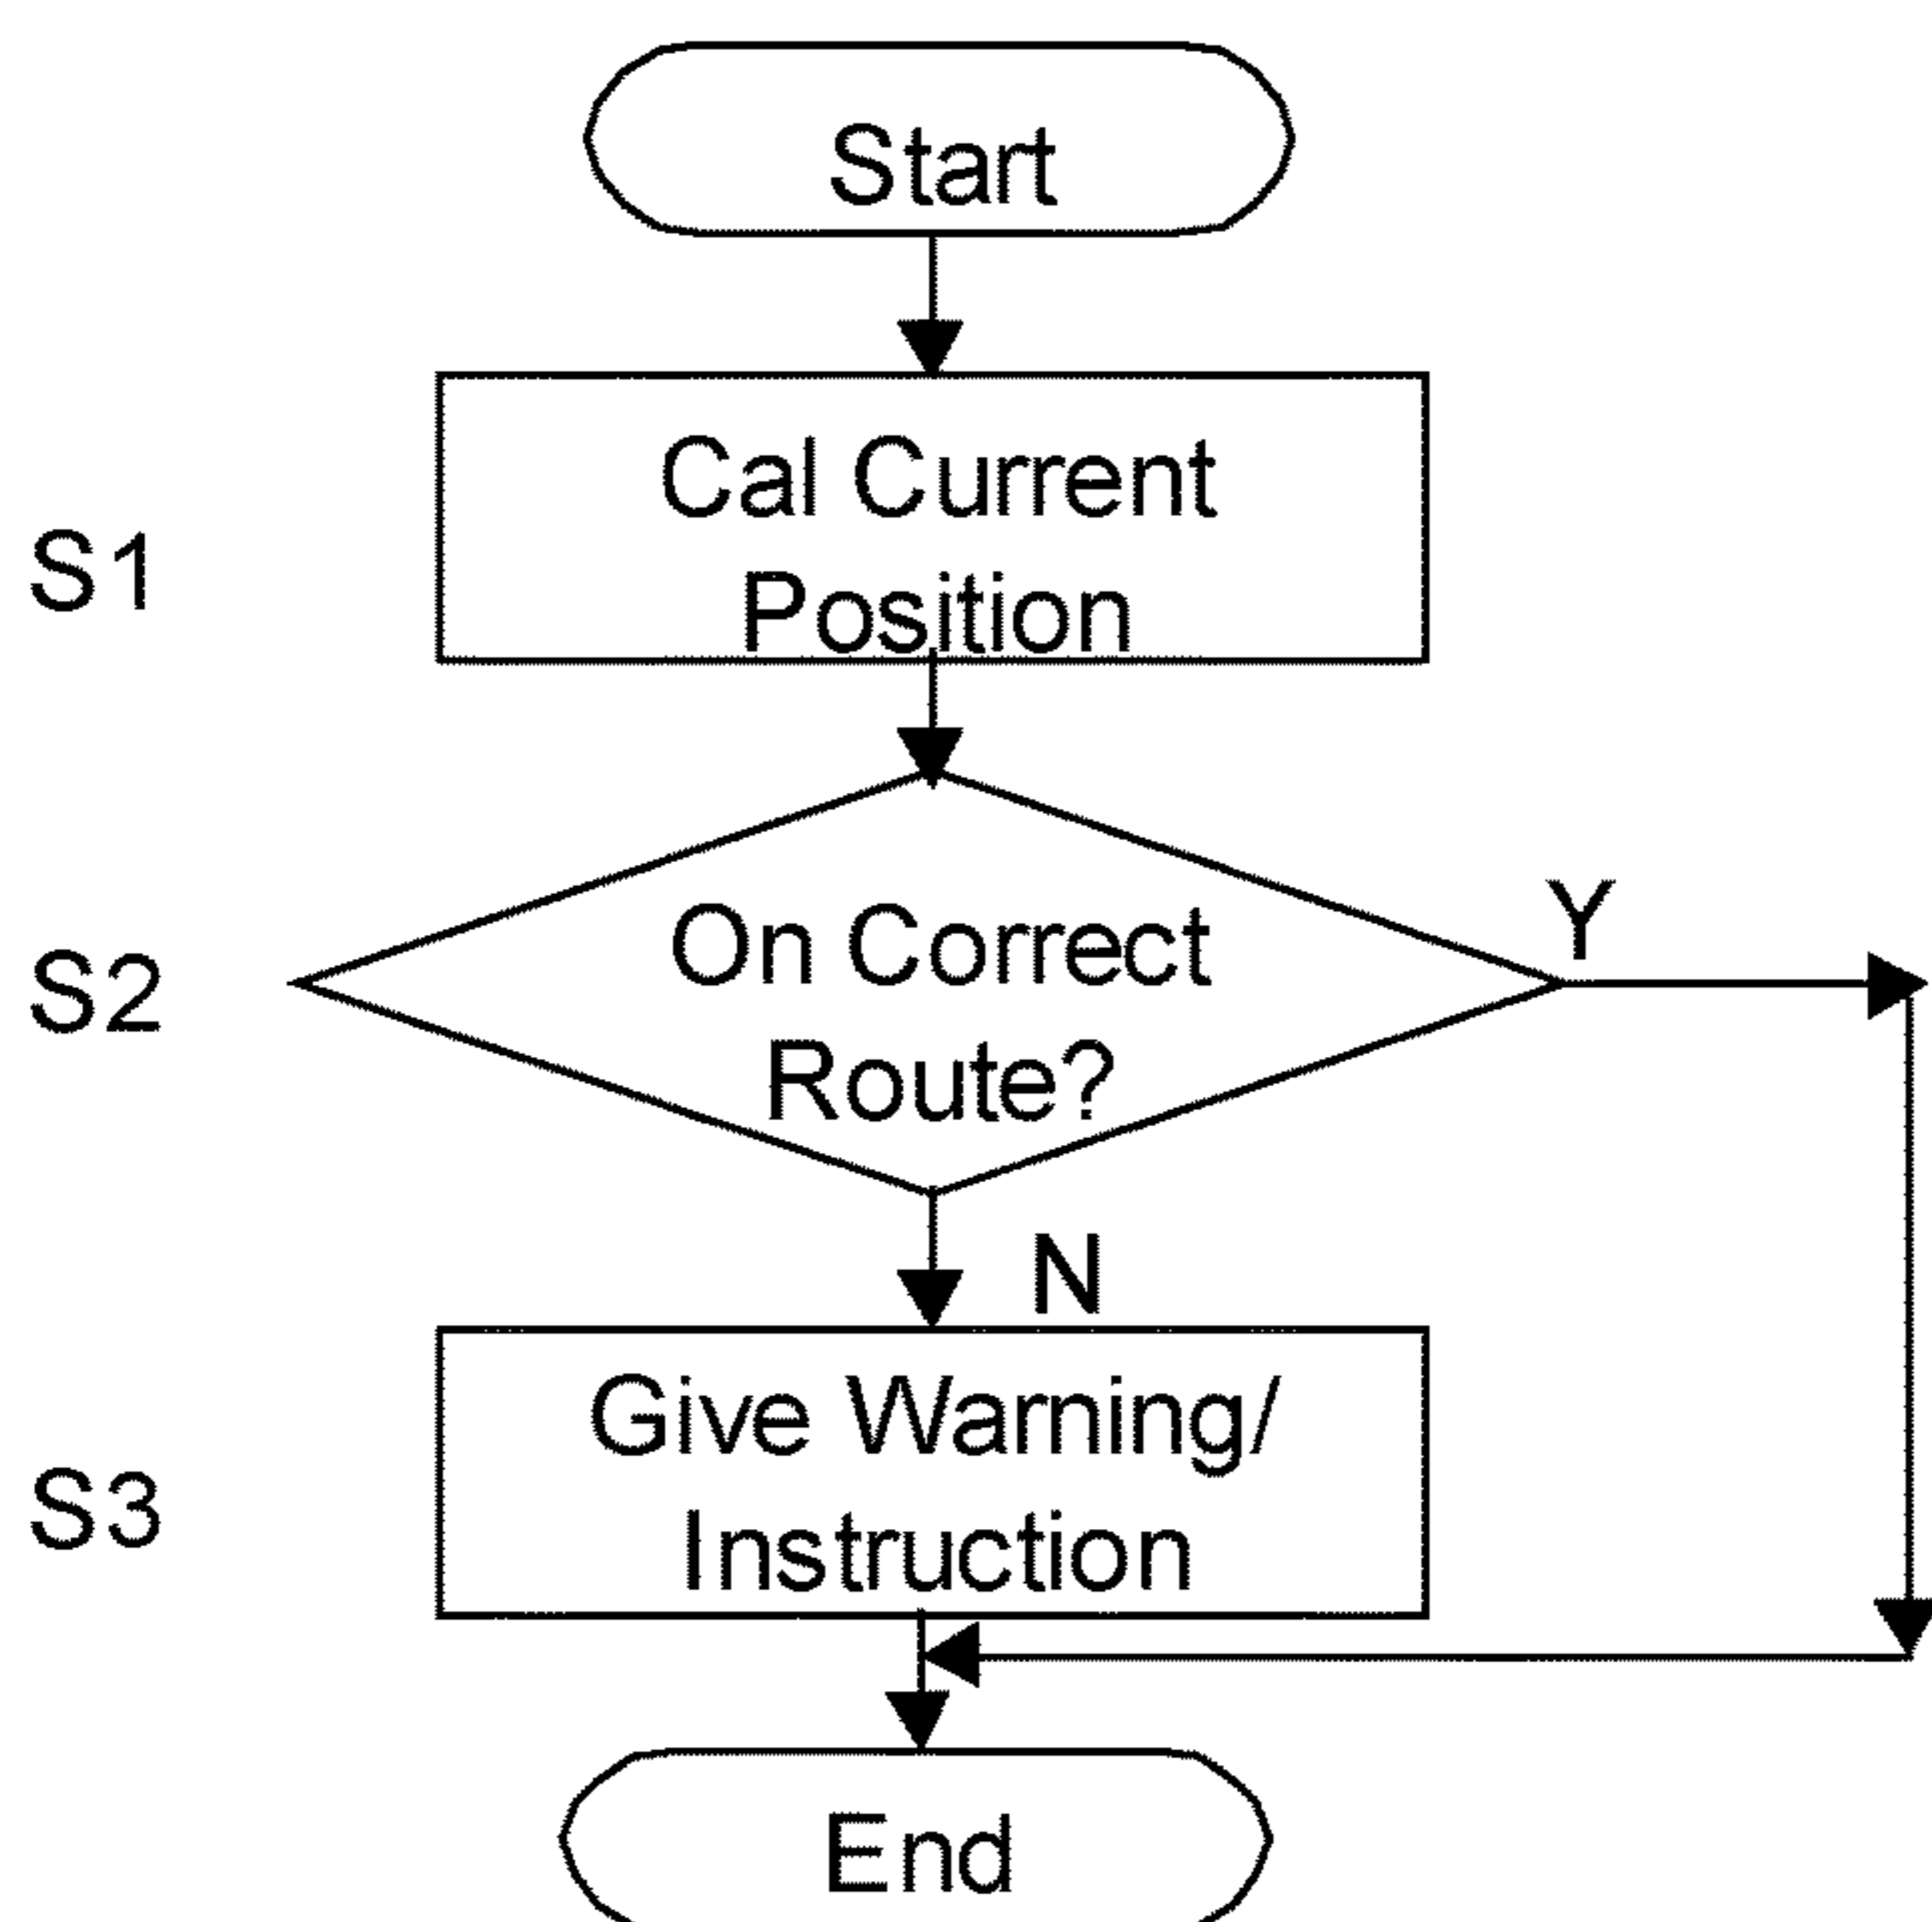 Start
Cal Current
Position
S1
On Correct
Route?
Y
S2
N
Give Warning/
Instruction
S3
End